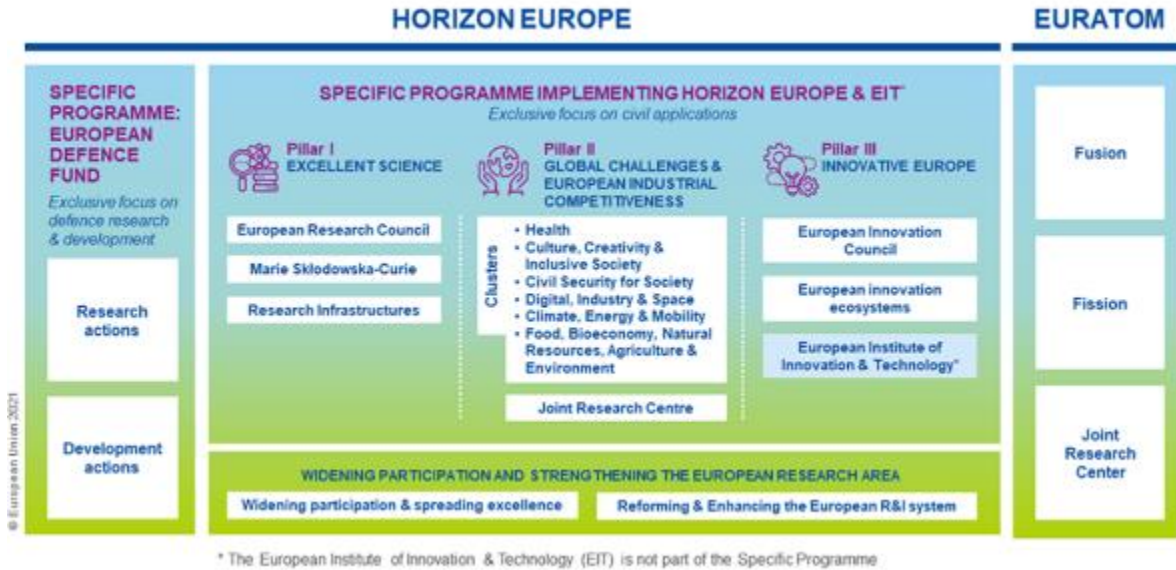 HORIZON EUROPE
EURATOM
SPECIFIC
PROGRAMME:
EUROPEAN
DEFENCE
FUND
Exclusive focus on
defence research
& development
Research
actions
Development
actions
SPECIFIC PROGRAMME IMPLEMENTING HORIZON EUROPE & EIT*
Exclusive focus on civil applications
Pillar I
EXCELLENT SCIENCE
European Research Council
Marie Skłodowska-Curie
Research Infrastructures
Pillar II
GLOBAL CHALLENGES &
EUROPEAN INDUSTRIAL
COMPETITIVENESS
Clusters
• Health
• Culture, Creativity &
Inclusive Society
• Civil Security for Society
• Digital, Industry & Space
• Climate, Energy & Mobility
• Food, Bioeconomy, Natural
Resources, Agriculture &
Environment
Joint Research Centre
Pillar III
INNOVATIVE EUROPE
European Innovation
Council
European innovation
ecosystems
European Institute of
Innovation & Technology*
WIDENING PARTICIPATION AND STRENGTHENING THE EUROPEAN RESEARCH AREA
Widening participation & spreading excellence
Reforming & Enhancing the European R&I system
Fusion
Fission
Joint
Research
Center
© European Union 2021
* The European Institute of Innovation & Technology (EIT) is not part of the Specific Programme